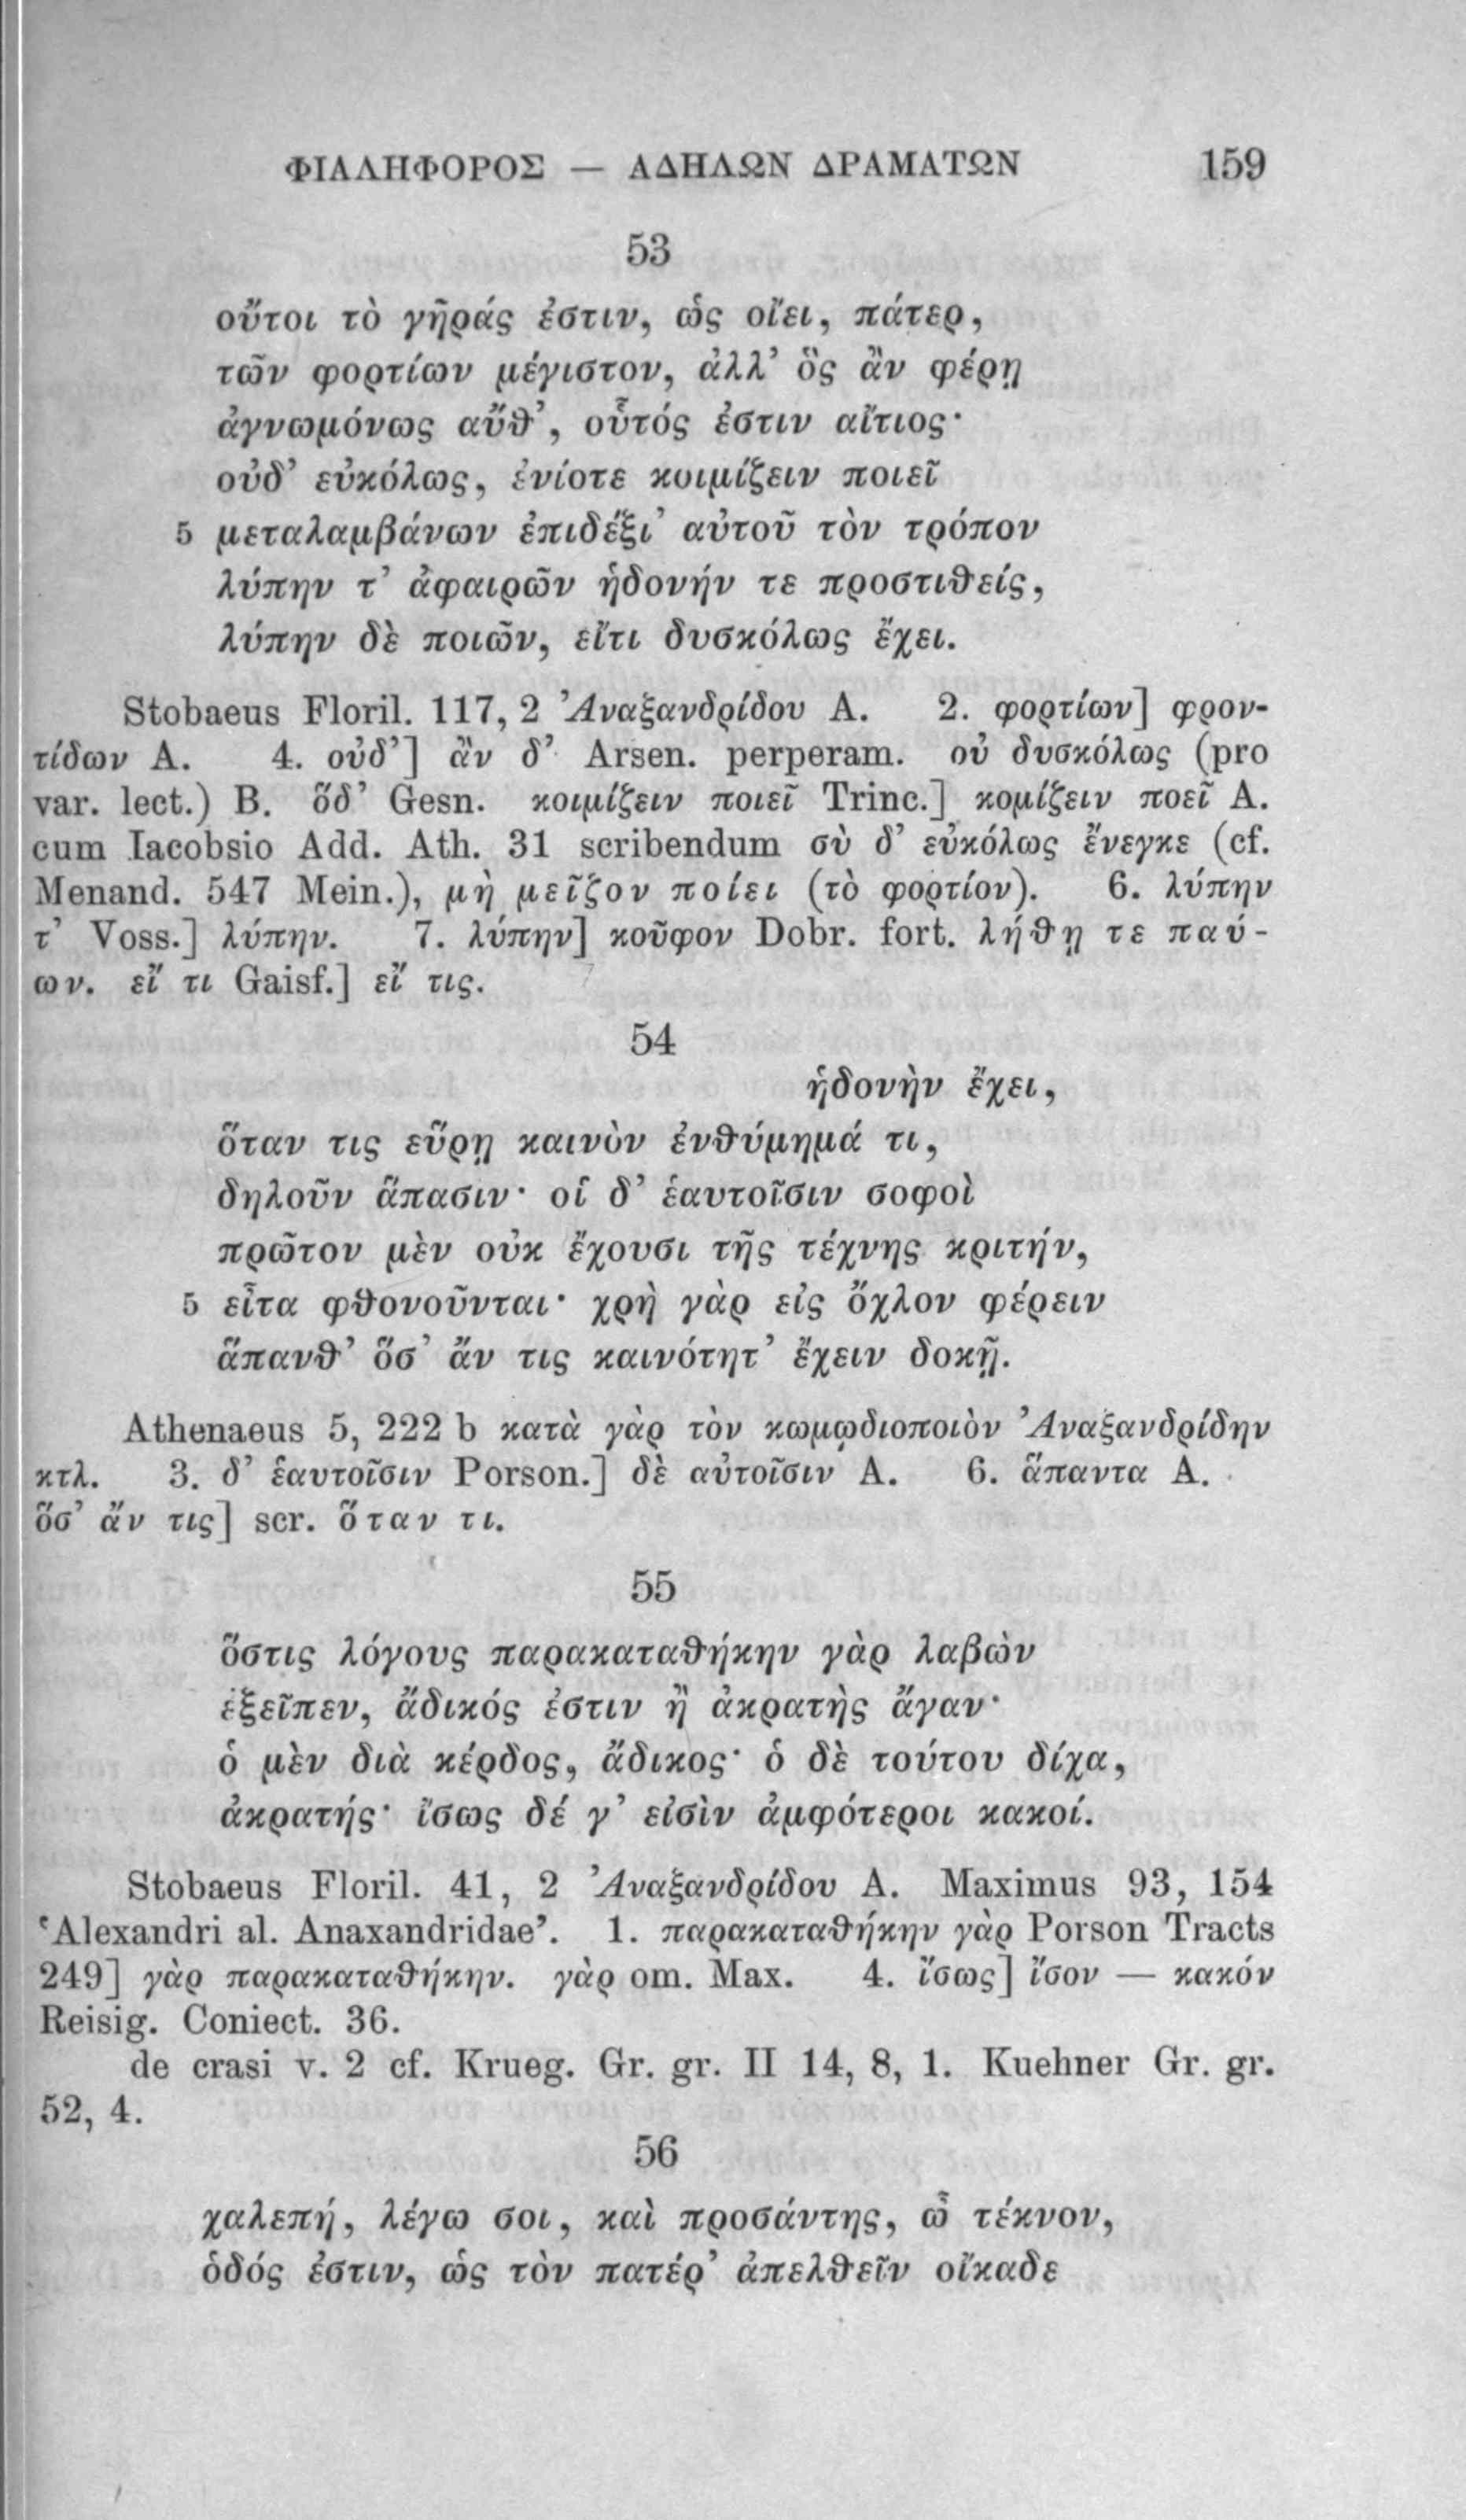 ΦΙΑΛΗΦΟΡΟΣ — ΑΔΗΛΩΝ ΔΡΑΜΑΤΩΝ 159
53
οὔτοι τὸ γῆράς ἐστιν, ὡς οἴει, πάτερ,
τῶν φορτίων μέγιστον, ἀλλ’ ὃς ἂν φέρῃ
ἀγνωμόνως αὔθ’, οὗτός ἐστιν αἴτιος·
οὐδ’ εὐκόλως, ἐνίοτε κοιμίζειν ποιεῖ
5 μεταλαμβάνων ἐπιδέξι’ αὐτοῦ τὸν τρόπον
λύπην τ’ ἀφαιρῶν ἡδονήν τε προστιθείς,
λύπην δὲ ποιῶν, εἴτι δυσκόλως ἔχει.
Stobaeus Floril. 117, 2 Ἀναξανδρίδου A. 2. φορτίων] φρον-
τίδων A. 4. οὐδ’] ἂν δ’ Arsen. perperam. οὐ δυσκόλως (pro
var. lect.) B. ὅδ’ Gesn. κοιμίζειν ποιεῖ Trinc.] κομίζειν ποεῖ A.
cum Iacobsio Add. Ath. 31 scribendum σὺ δ’ εὐκόλως ἔνεγκε (cf.
Menand. 547 Mein.), μὴ μεῖζον ποίει (τὸ φορτίον). 6. λύπην
τ’ Voss.] λύπην. 7. λύπην] κοῦφον Dobr. fort. λήθῃ τε παύ-
ων. εἴ τι Gaisf.] εἴ τις.
54
ἡδονὴν ἔχει,
ὅταν τις εὕρῃ καινὸν ἐνθύμημά τι,
δηλοῦν ἅπασιν· οἱ δ’ ἑαυτοῖσιν σοφοὶ
πρῶτον μὲν οὐκ ἔχουσι τῆς τέχνης κριτήν,
5 εἶτα φθονοῦνται· χρὴ γὰρ εἰς ὄχλον φέρειν
ἅπανθ’ ὅσ’ ἄν τις καινότητ’ ἔχειν δοκῇ.
Athenaeus 5, 222 b κατὰ γὰρ τὸν κωμῳδιοποιὸν Ἀναξανδρίδην
κτλ. 3. δ’ ἑαυτοῖσιν Porson.] δὲ αὐτοῖσιν A. 6. ἅπαντα A.
ὅσ’ ἄν τις] scr. ὅταν τι.
55
ὅστις λόγους παρακαταθήκην γὰρ λαβὼν
ἐξεῖπεν, ἄδικός ἐστιν ἢ ἀκρατὴς ἄγαν·
ὁ μὲν διὰ κέρδος, ἄδικος· ὁ δὲ τούτου δίχα,
ἀκρατής· ἴσως δέ γ’ εἰσὶν ἀμφότεροι κακοί.
Stobaeus Floril. 41, 2 Ἀναξανδρίδου A. Maximus 93, 154
‘Alexandri al. Anaxandridae’. 1. παρακαταθήκην γὰρ Porson Tracts
249] γὰρ παρακαταθήκην. γὰρ om. Max. 4. ἴσως] ἴσον — κακόν
Reisig. Coniect. 36.
de crasi v. 2 cf. Krueg. Gr. gr. II 14, 8, 1. Kuehner Gr. gr.
52, 4.
56
χαλεπή, λέγω σοι, καὶ προσάντης, ὦ τέκνον,
ὁδός ἐστιν, ὡς τὸν πατέρ’ ἀπελθεῖν οἴκαδε